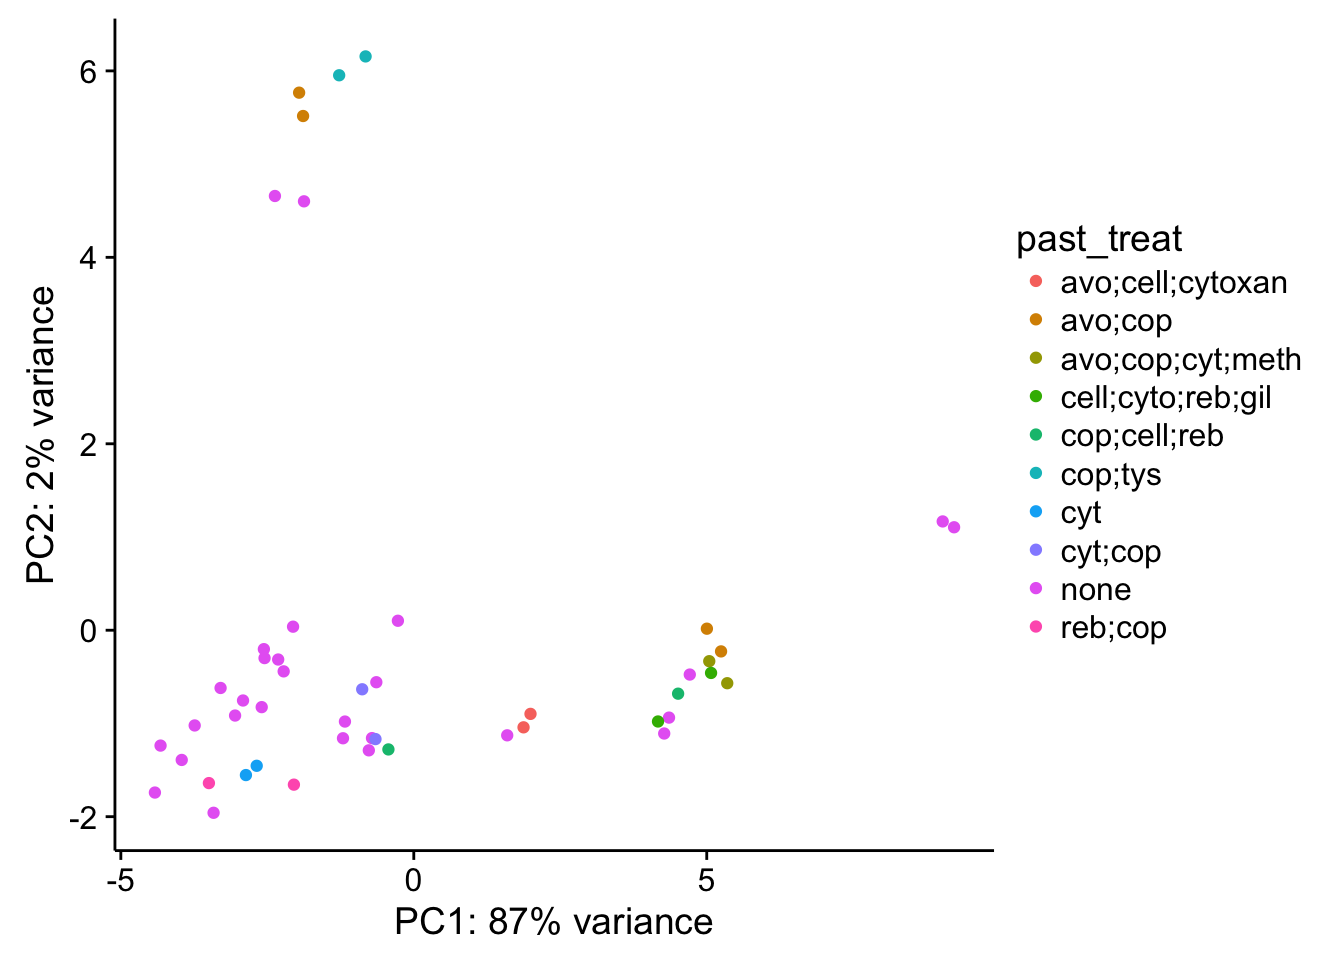 6
4
2
0
-2
-5
0
5
PC1: 87% variance
PC2: 2% variance
past_treat
avo;cell;cytoxan
avo;cop
avo;cop;cyt;meth
cell;cyto;reb;gil
cop;cell;reb
cop;tys
cyt
cyt;cop
none
reb;cop